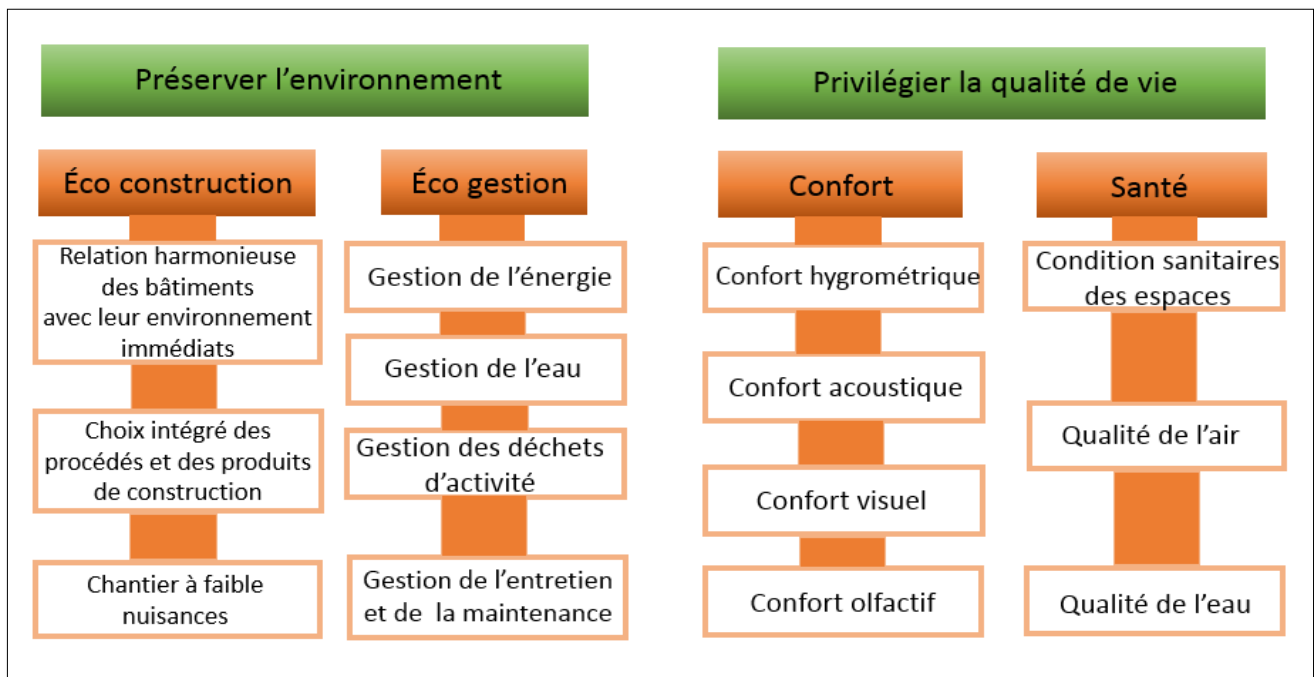 Préserver l'environnement
Éco construction
Relation harmonieuse
des bâtiments
avec leur environnement
immédiats
Choix intégré des
procédés et des produits
de construction
Chantier à faible
nuisances
Éco gestion
Gestion de l'énergie
Gestion de l'eau
Gestion des déchets
d'activité
Gestion de l'entretien
et de la maintenance
Privilégier la qualité de vie
Confort
Confort hygrométrique
Confort acoustique
Confort visuel
Confort olfactif
Santé
Condition sanitaires
des espaces
Qualité de l'air
Qualité de l'eau